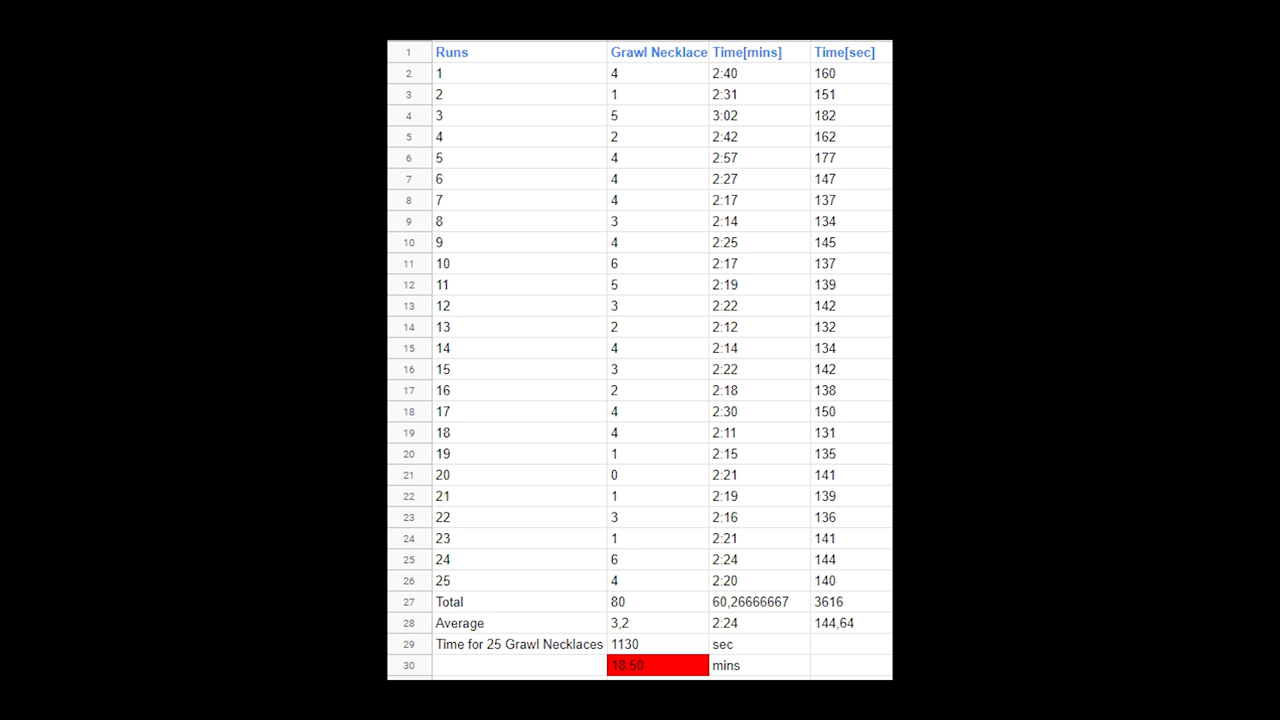 1 Runs Grawl Necklace Time[mins] Time[sec]
2 1 4 2:40 160
3 2 1 2:31 151
4 3 5 3:02 182
5 4 2 2:42 162
6 5 4 2:57 177
7 6 4 2:27 147
8 7 4 2:17 137
9 8 3 2:14 134
10 9 4 2:25 145
11 10 6 2:17 137
12 11 5 2:19 139
13 12 3 2:22 142
14 13 2 2:12 132
15 14 4 2:14 134
16 15 3 2:22 142
17 16 2 2:18 138
18 17 4 2:30 150
19 18 4 2:11 131
20 19 1 2:15 135
21 20 0 2:21 141
22 21 1 2:19 139
23 22 3 2:16 136
24 23 1 2:21 141
25 24 6 2:24 144
26 25 4 2:20 140
27 Total 80 60,26666667 3616
28 Average 3,2 2:24 144,64
29 Time for 25 Grawl Necklaces 1130 sec
30 18:50 mins